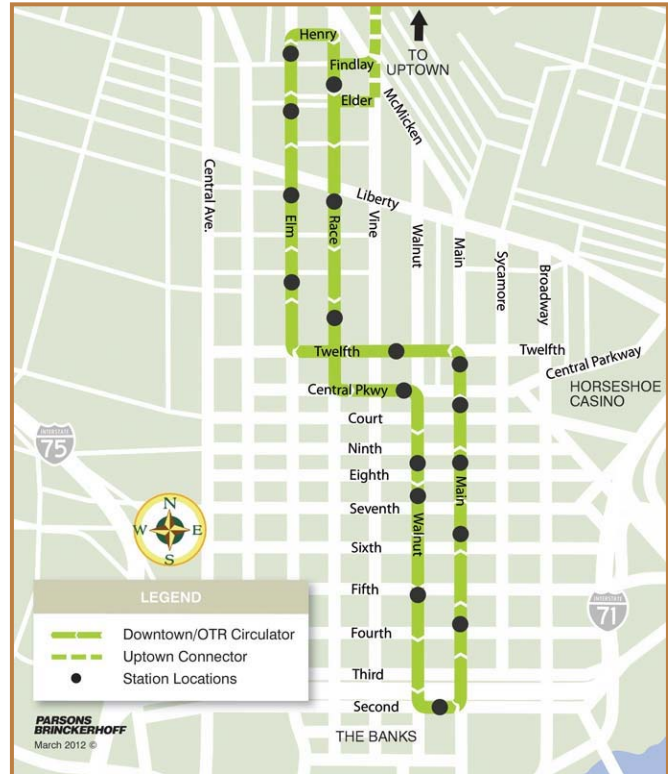 Henry
TO
UPTOWN
Findlay
Elder
McMicken
Central Ave.
Liberty
Elm
Race
Vine
Walnut
Main
Sycamore
Broadway
Twelfth
Twelfth
Central Parkway
Central Pkwy
HORSESHOE
CASINO
Court
Ninth
Eighth
INTERSTATE
75
Seventh
Walnut
Main
N
W E
S
Sixth
Fifth
LEGEND
INTERSTATE
71
Downtown/OTR Circulator
Fourth
Uptown Connector
Station Locations
Third
Second
PARSONS
BRINCKERHOFF
THE BANKS
March 2012 ©